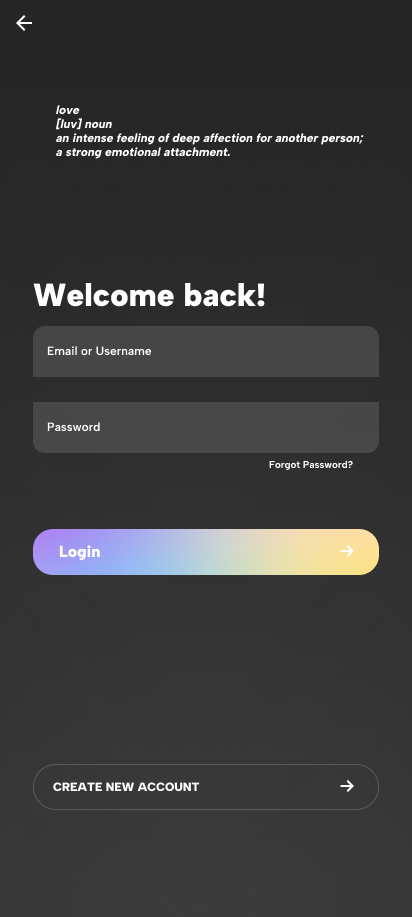 love
[luv] noun
an intense feeling of deep affection for another person;
a strong emotional attachment.
Welcome back!
Email or Username
Password
Forgot Password?
Login
CREATE NEW ACCOUNT